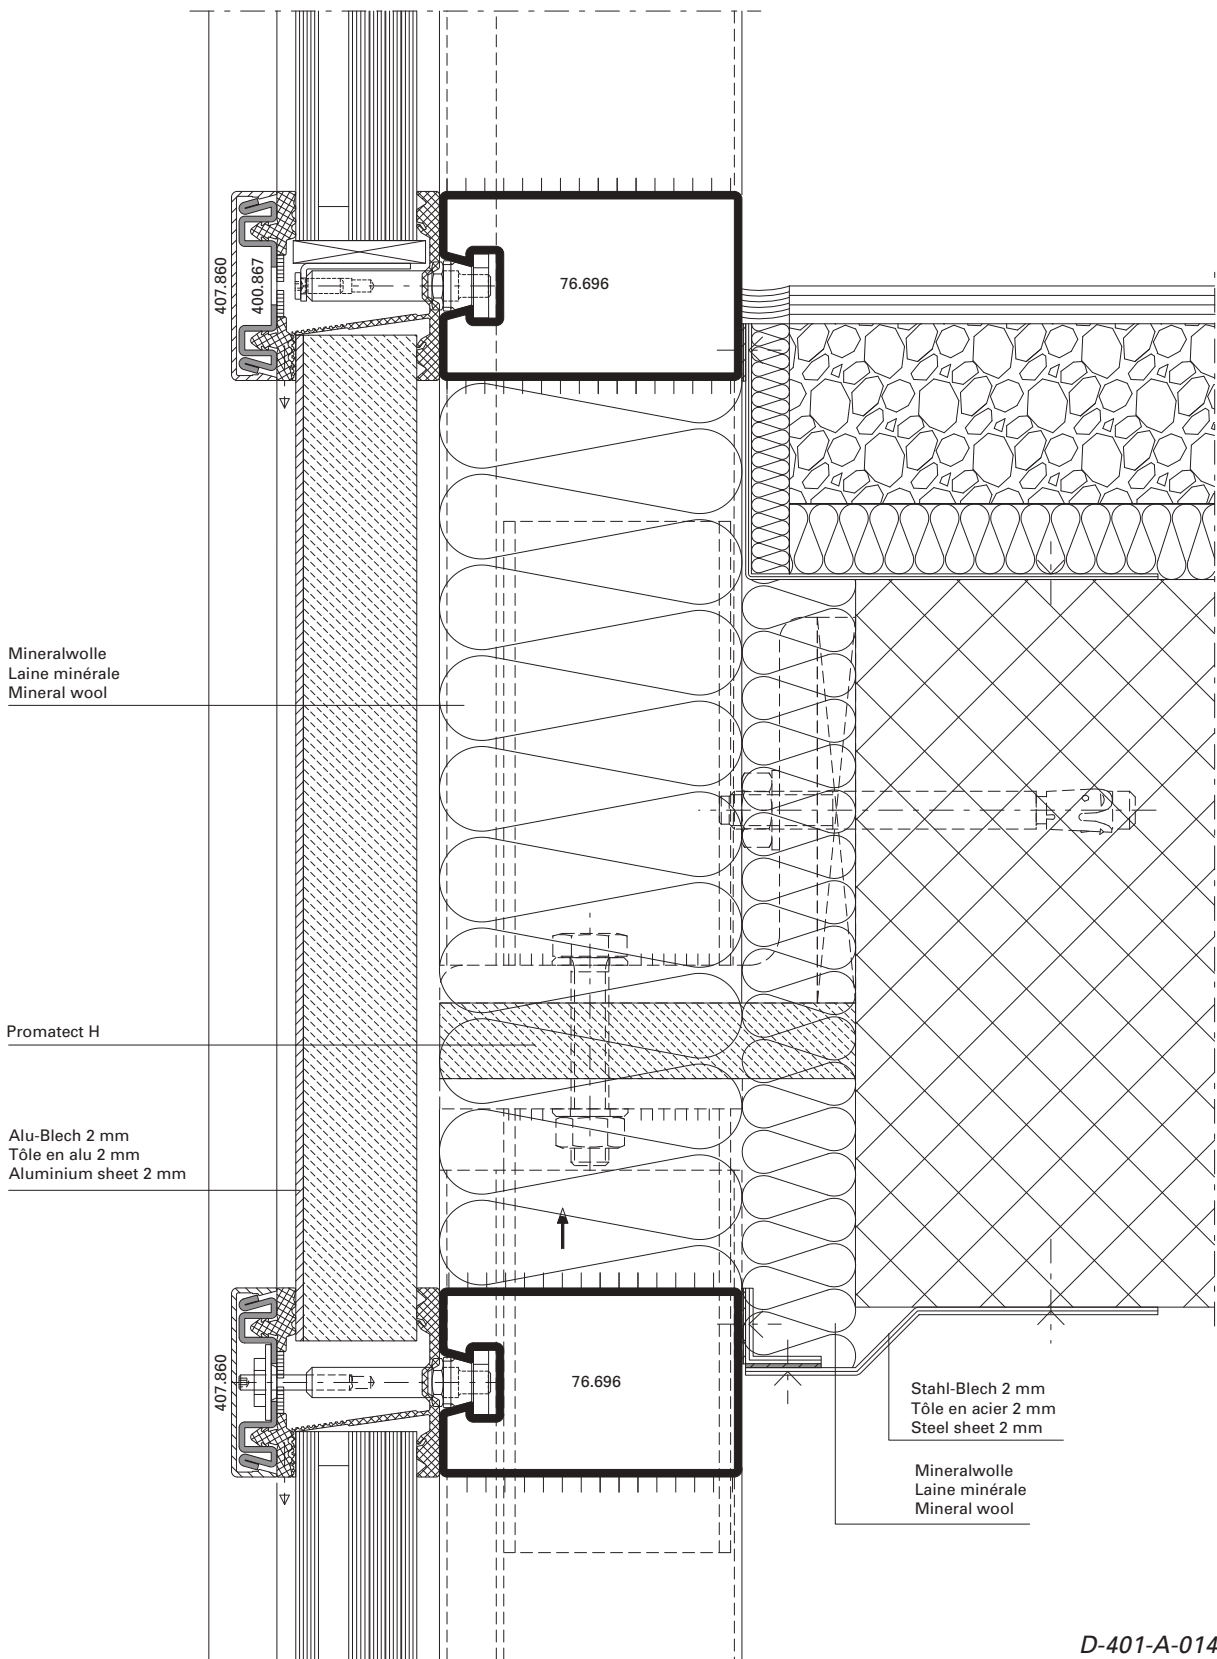 407.860
400.867
76.696
Mineralwolle
Laine minérale
Mineral wool
Promatect H
Alu-Blech 2 mm
Tôle en alu 2 mm
Aluminium sheet 2 mm
407.860
76.696
Stahl-Blech 2 mm
Tôle en acier 2 mm
Steel sheet 2 mm
Mineralwolle
Laine minérale
Mineral wool
D-401-A-014